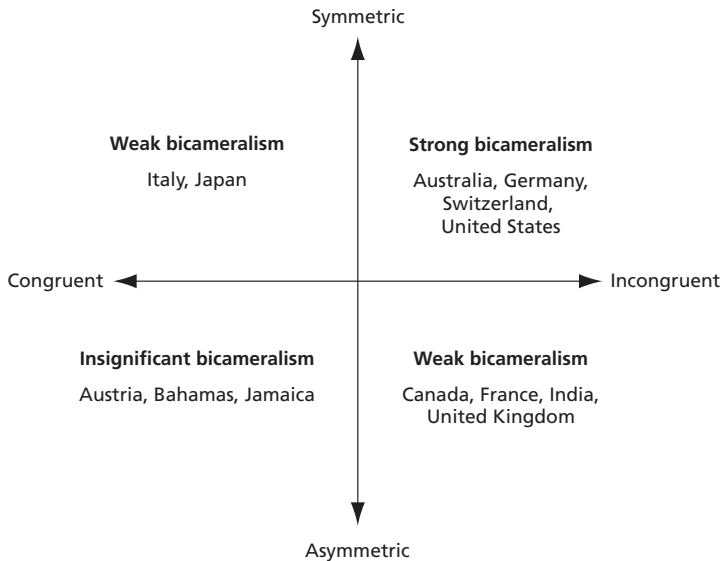 Symmetric
Weak bicameralism
Italy, Japan
Strong bicameralism
Australia, Germany,
Switzerland,
United States
Congruent
Incongruent
Insignificant bicameralism
Austria, Bahamas, Jamaica
Weak bicameralism
Canada, France, India,
United Kingdom
Asymmetric